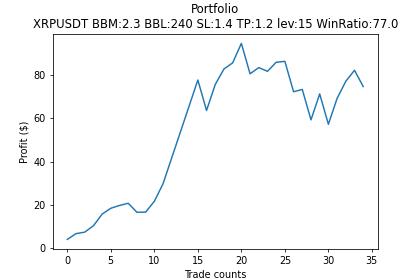 Portfolio
XRPUSDT BBM:2.3 BBL:240 SL:1.4 TP:1.2 lev:15 WinRatio:77.0
Profit ($)
80
60
40
20
0
0 5 10 15 20 25 30 35
Trade counts